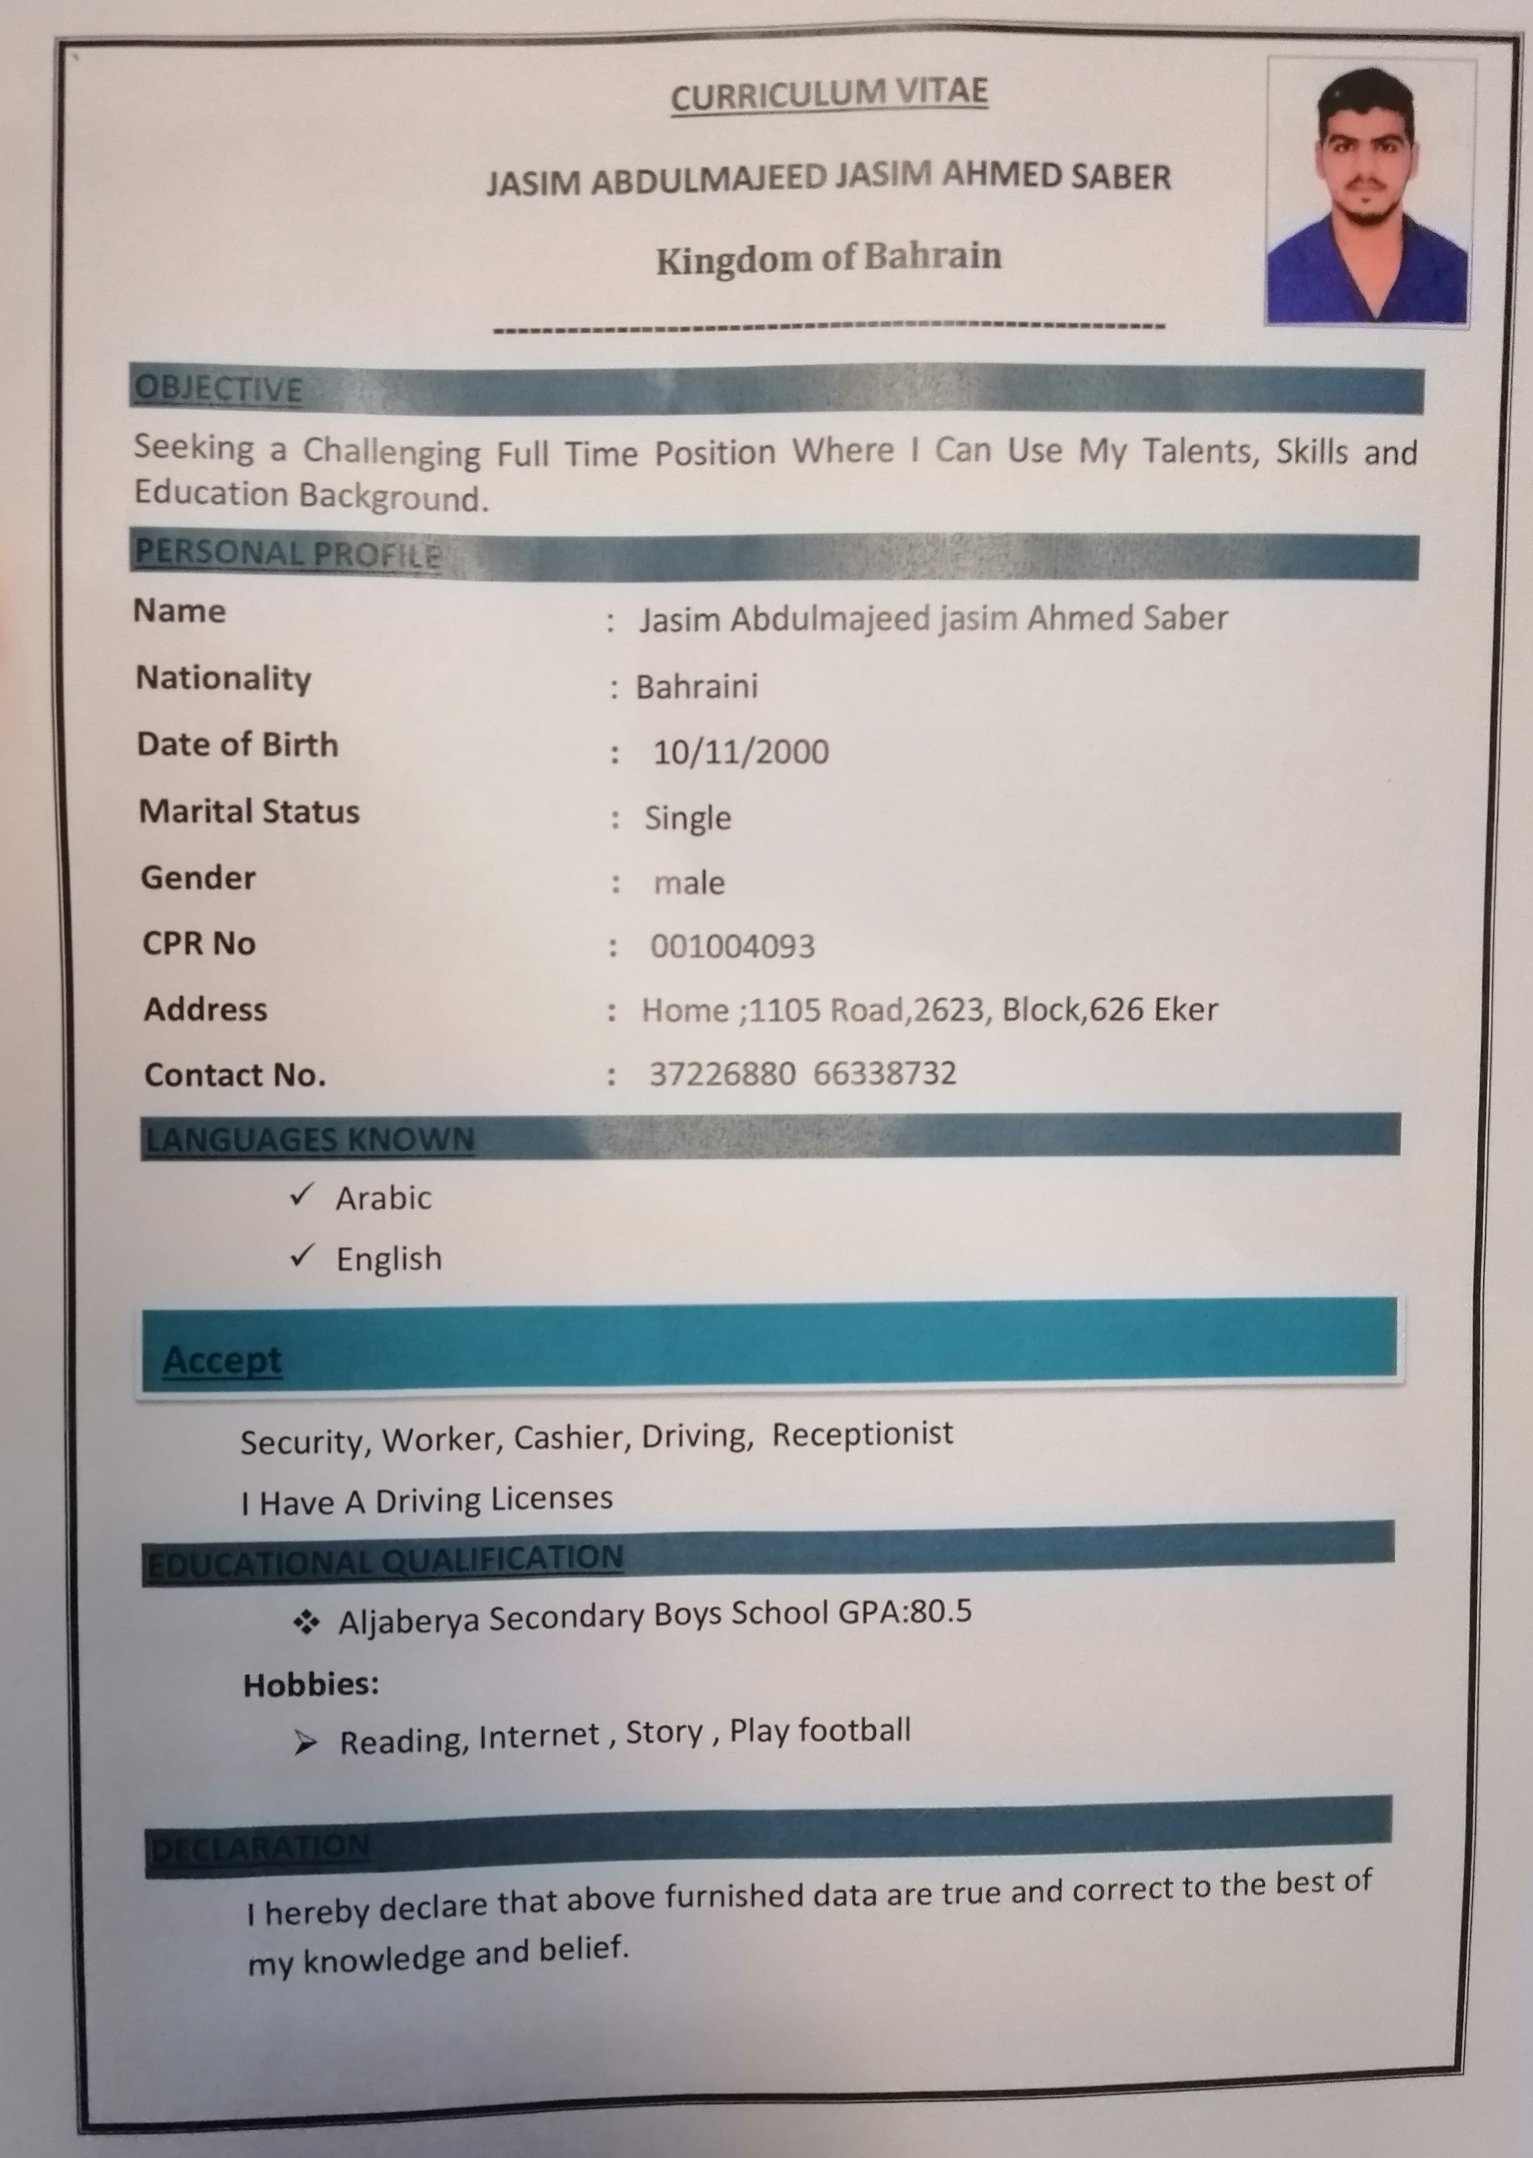 CURRICULUM VITAE
JASIM ABDULMAJEED JASIM AHMED SABER
Kingdom of Bahrain
-------------------------------------------------------
OBJECTIVE
Seeking a Challenging Full Time Position Where I Can Use My Talents, Skills and
Education Background.
PERSONAL PROFILE
Name : Jasim Abdulmajeed jasim Ahmed Saber
Nationality : Bahraini
Date of Birth : 10/11/2000
Marital Status : Single
Gender : male
CPR No : 001004093
Address : Home ;1105 Road,2623, Block,626 Eker
Contact No. : 37226880 66338732
LANGUAGES KNOWN
✓ Arabic
✓ English
Accept
Security, Worker, Cashier, Driving, Receptionist
I Have A Driving Licenses
EDUCATIONAL QUALIFICATION
❖ Aljaberya Secondary Boys School GPA:80.5
Hobbies:
➢ Reading, Internet , Story , Play football
DECLARATION
I hereby declare that above furnished data are true and correct to the best of
my knowledge and belief.